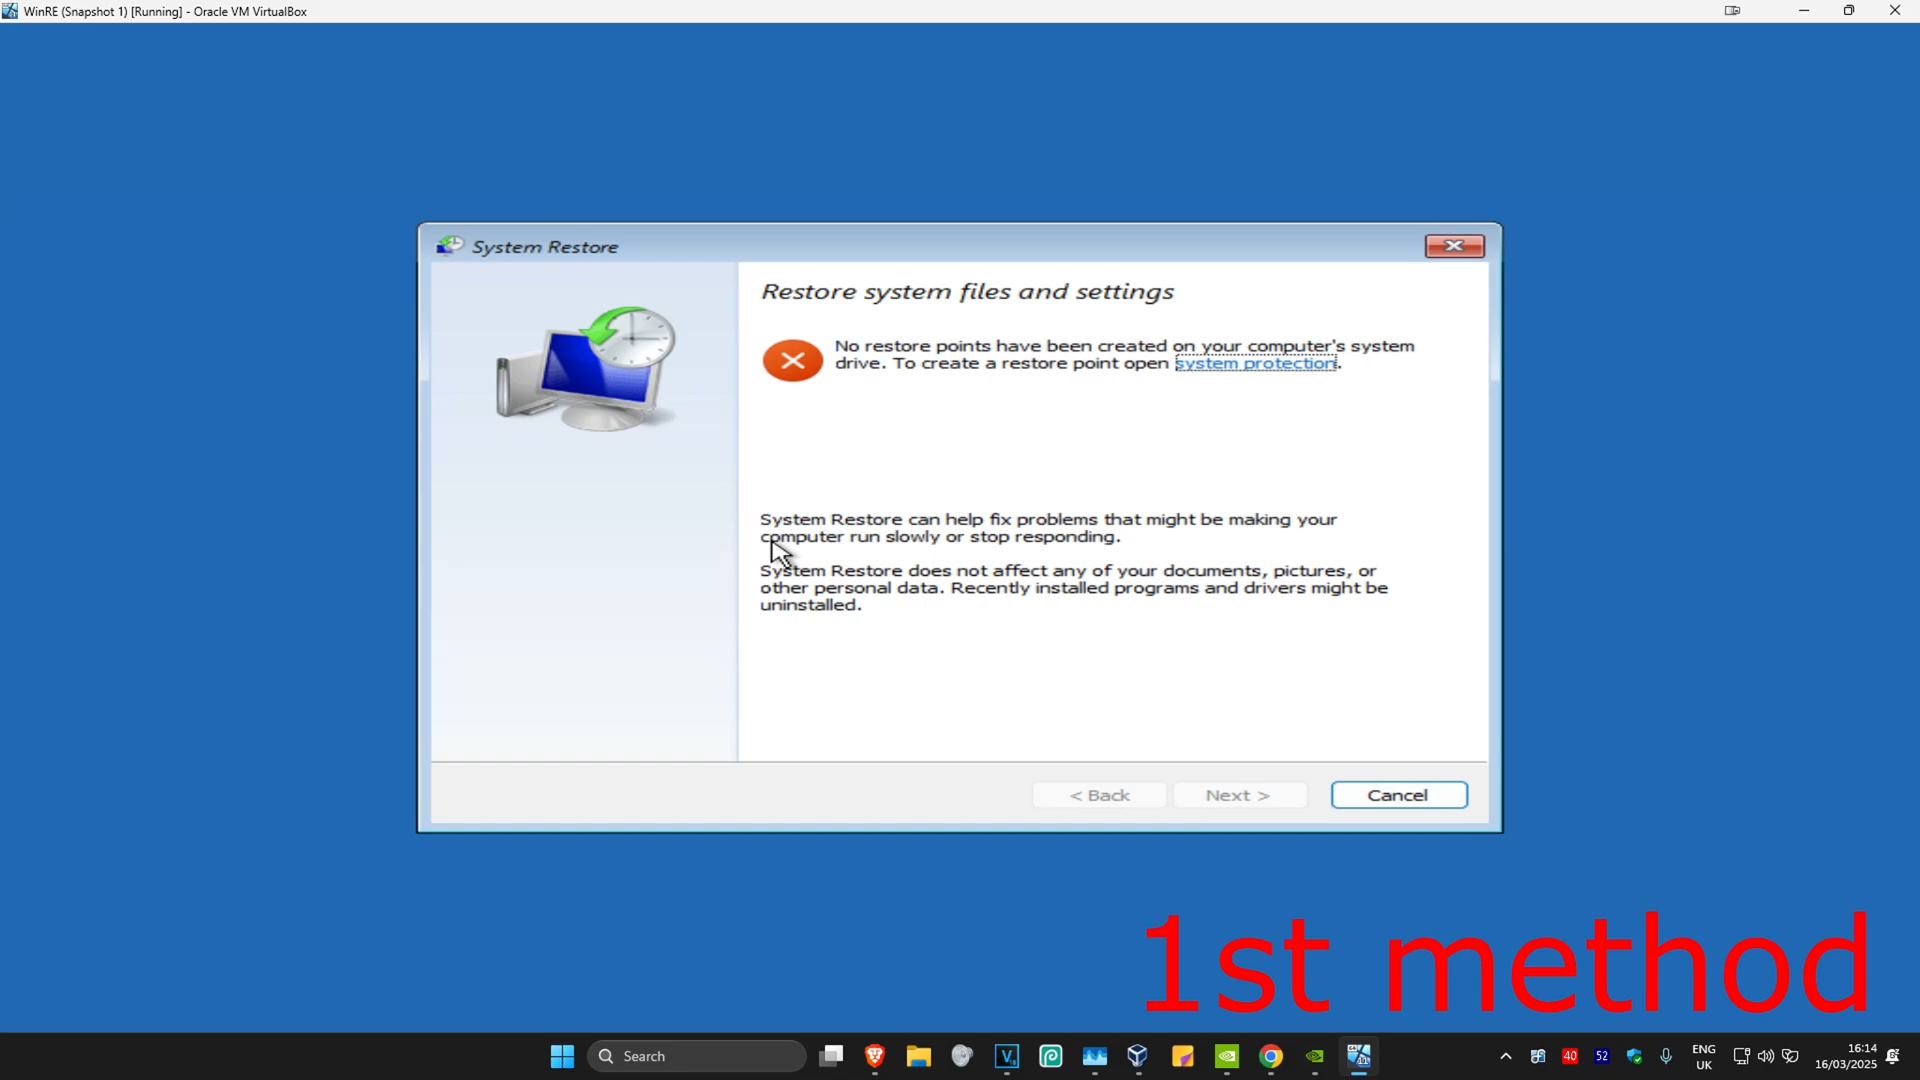 WinRE (Snapshot 1) [Running] - Oracle VM VirtualBox
System Restore
Restore system files and settings
No restore points have been created on your computer's system
drive. To create a restore point open system protection.
System Restore can help fix problems that might be making your
computer run slowly or stop responding.
System Restore does not affect any of your documents, pictures, or
other personal data. Recently installed programs and drivers might be
uninstalled.
< Back
Next >
Cancel
1st method
Search
40
52
ENG
UK
16:14
16/03/2025